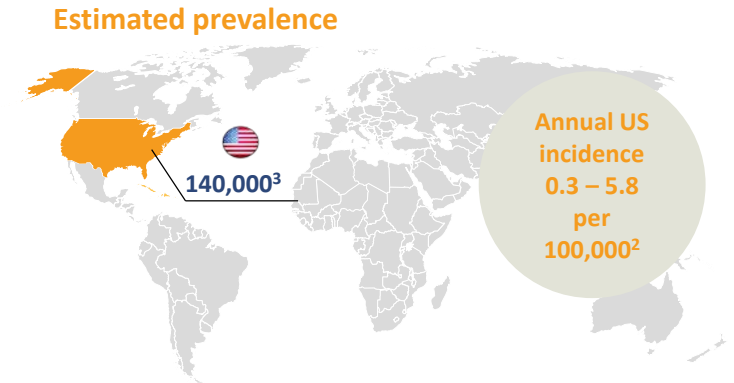 Estimated prevalence
140,000³
Annual US
incidence
0.3 – 5.8
per
100,000²